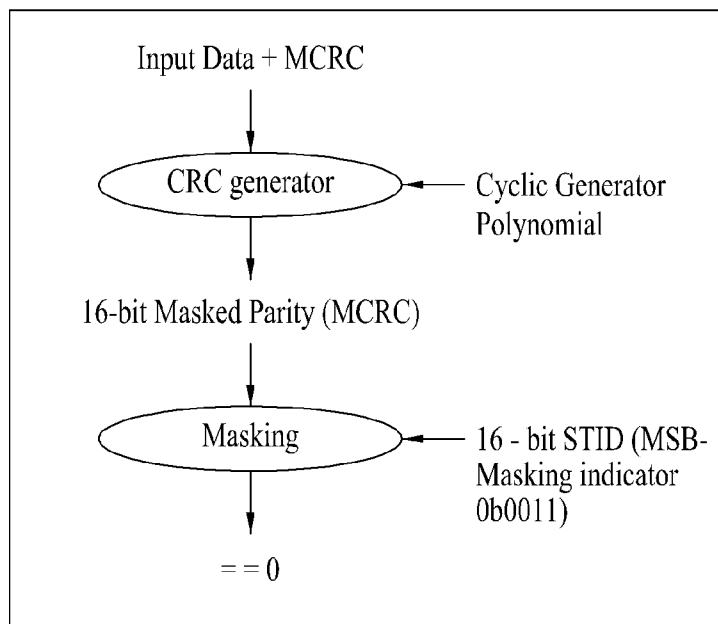 Input Data + MCRC
CRC generator
Cyclic Generator
Polynomial
16-bit Masked Parity (MCRC)
Masking
16 - bit STID (MSB-
Masking indicator
0b0011)
= = 0